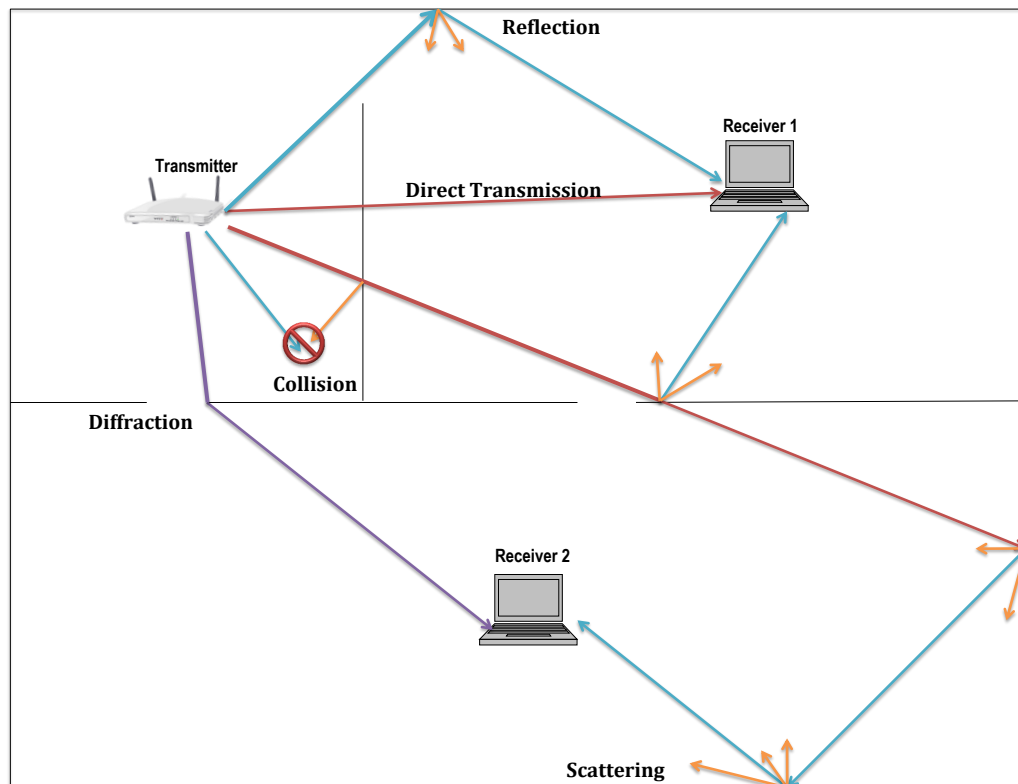 Reflection
Receiver 1
Transmitter
Direct Transmission
Collision
Diffraction
Receiver 2
Scattering